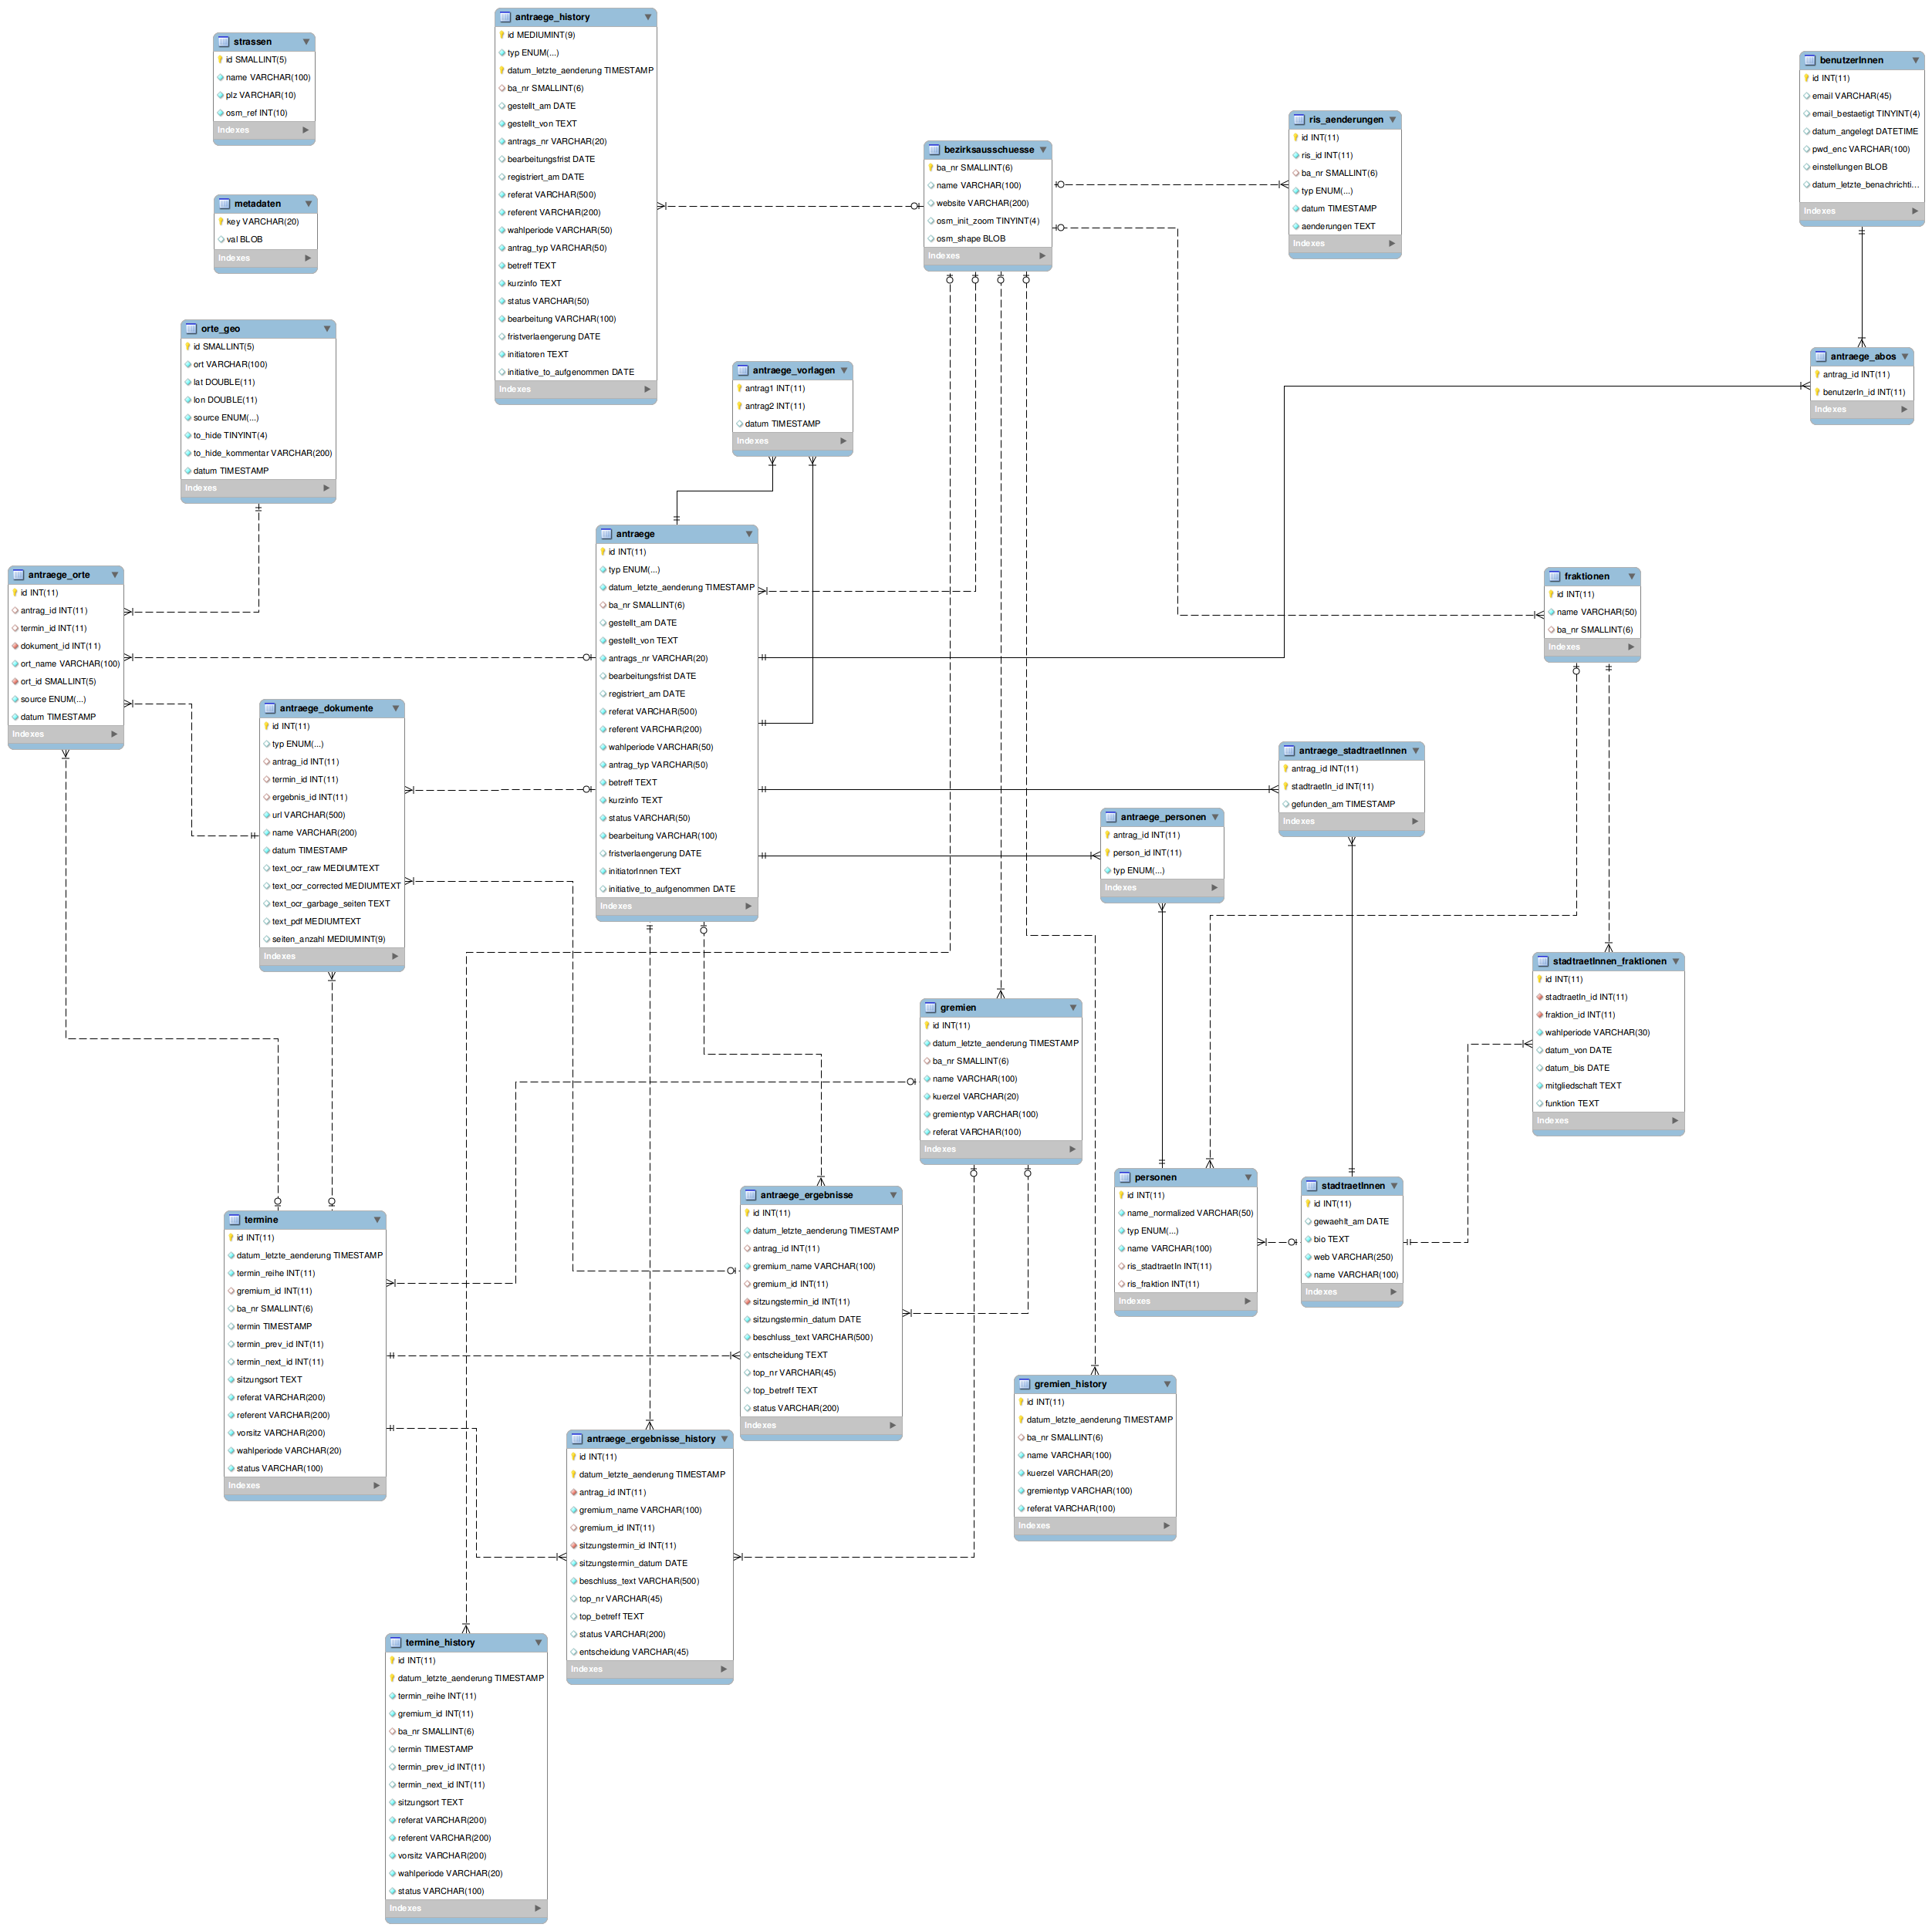 antraege_history
id MEDIUMINT(9)
typ ENUM(...)
datum_letzte_aenderung TIMESTAMP
ba_nr SMALLINT(6)
gestellt_am DATE
gestellt_von TEXT
antrags_nr VARCHAR(20)
bearbeitungsfrist DATE
registriert_am DATE
referat VARCHAR(500)
referent VARCHAR(200)
wahlperiode VARCHAR(50)
antrag_typ VARCHAR(50)
betreff TEXT
kurzinfo TEXT
status VARCHAR(50)
bearbeitung VARCHAR(100)
fristverlaengerung DATE
initiatoren TEXT
initiative_to_aufgenommen DATE
Indexes
strassen
id SMALLINT(5)
name VARCHAR(100)
plz VARCHAR(10)
osm_ref INT(10)
Indexes
metadaten
key VARCHAR(20)
val BLOB
Indexes
orte_geo
id SMALLINT(5)
ort VARCHAR(100)
lat DOUBLE(11)
lon DOUBLE(11)
source ENUM(...)
to_hide TINYINT(4)
to_hide_kommentar VARCHAR(200)
datum TIMESTAMP
Indexes
bezirksausschuesse
ba_nr SMALLINT(6)
name VARCHAR(100)
website VARCHAR(200)
osm_init_zoom TINYINT(4)
osm_shape BLOB
Indexes
ris_aenderungen
id INT(11)
ris_id INT(11)
ba_nr SMALLINT(6)
typ ENUM(...)
datum TIMESTAMP
aenderungen TEXT
Indexes
benutzerInnen
id INT(11)
email VARCHAR(45)
email_bestaetigt TINYINT(4)
datum_angelegt DATETIME
pwd_enc VARCHAR(100)
einstellungen BLOB
datum_letzte_benachrichti...
Indexes
antraege_abos
antrag_id INT(11)
benutzerIn_id INT(11)
Indexes
antraege_vorlagen
antrag1 INT(11)
antrag2 INT(11)
datum TIMESTAMP
Indexes
antraege
id INT(11)
typ ENUM(...)
datum_letzte_aenderung TIMESTAMP
ba_nr SMALLINT(6)
gestellt_am DATE
gestellt_von TEXT
antrags_nr VARCHAR(20)
bearbeitungsfrist DATE
registriert_am DATE
referat VARCHAR(500)
referent VARCHAR(200)
wahlperiode VARCHAR(50)
antrag_typ VARCHAR(50)
betreff TEXT
kurzinfo TEXT
status VARCHAR(50)
bearbeitung VARCHAR(100)
fristverlaengerung DATE
initiatorInnen TEXT
initiative_to_aufgenommen DATE
Indexes
antraege_orte
id INT(11)
antrag_id INT(11)
termin_id INT(11)
dokument_id INT(11)
ort_name VARCHAR(100)
ort_id SMALLINT(5)
source ENUM(...)
datum TIMESTAMP
Indexes
antraege_dokumente
id INT(11)
typ ENUM(...)
antrag_id INT(11)
termin_id INT(11)
ergebnis_id INT(11)
url VARCHAR(500)
name VARCHAR(200)
datum TIMESTAMP
text_ocr_raw MEDIUMTEXT
text_ocr_corrected MEDIUMTEXT
text_ocr_garbage_seiten TEXT
text_pdf MEDIUMTEXT
seiten_anzahl MEDIUMINT(9)
Indexes
fraktionen
id INT(11)
name VARCHAR(50)
ba_nr SMALLINT(6)
Indexes
antraege_stadtraetInnen
antrag_id INT(11)
stadtraetIn_id INT(11)
gefunden_am TIMESTAMP
Indexes
antraege_personen
antrag_id INT(11)
person_id INT(11)
typ ENUM(...)
Indexes
stadtraetInnen_fraktionen
id INT(11)
stadtraetIn_id INT(11)
fraktion_id INT(11)
wahlperiode VARCHAR(30)
datum_von DATE
datum_bis DATE
mitgliedschaft TEXT
funktion TEXT
Indexes
gremien
id INT(11)
datum_letzte_aenderung TIMESTAMP
ba_nr SMALLINT(6)
name VARCHAR(100)
kuerzel VARCHAR(20)
gremientyp VARCHAR(100)
referat VARCHAR(100)
Indexes
personen
id INT(11)
name_normalized VARCHAR(50)
typ ENUM(...)
name VARCHAR(100)
ris_stadtraetIn INT(11)
ris_fraktion INT(11)
Indexes
stadtraetInnen
id INT(11)
gewaehlt_am DATE
bio TEXT
web VARCHAR(250)
name VARCHAR(100)
Indexes
termine
id INT(11)
datum_letzte_aenderung TIMESTAMP
termin_reihe INT(11)
gremium_id INT(11)
ba_nr SMALLINT(6)
termin TIMESTAMP
termin_prev_id INT(11)
termin_next_id INT(11)
sitzungsort TEXT
referat VARCHAR(200)
referent VARCHAR(200)
vorsitz VARCHAR(200)
wahlperiode VARCHAR(20)
status VARCHAR(100)
Indexes
antraege_ergebnisse
id INT(11)
datum_letzte_aenderung TIMESTAMP
antrag_id INT(11)
gremium_name VARCHAR(100)
gremium_id INT(11)
sitzungstermin_id INT(11)
sitzungstermin_datum DATE
beschluss_text VARCHAR(500)
entscheidung TEXT
top_nr VARCHAR(45)
top_betreff TEXT
status VARCHAR(200)
Indexes
gremien_history
id INT(11)
datum_letzte_aenderung TIMESTAMP
ba_nr SMALLINT(6)
name VARCHAR(100)
kuerzel VARCHAR(20)
gremientyp VARCHAR(100)
referat VARCHAR(100)
Indexes
antraege_ergebnisse_history
id INT(11)
datum_letzte_aenderung TIMESTAMP
antrag_id INT(11)
gremium_name VARCHAR(100)
gremium_id INT(11)
sitzungstermin_id INT(11)
sitzungstermin_datum DATE
beschluss_text VARCHAR(500)
top_nr VARCHAR(45)
top_betreff TEXT
status VARCHAR(200)
entscheidung VARCHAR(45)
Indexes
termine_history
id INT(11)
datum_letzte_aenderung TIMESTAMP
termin_reihe INT(11)
gremium_id INT(11)
ba_nr SMALLINT(6)
termin TIMESTAMP
termin_prev_id INT(11)
termin_next_id INT(11)
sitzungsort TEXT
referat VARCHAR(200)
referent VARCHAR(200)
vorsitz VARCHAR(200)
wahlperiode VARCHAR(20)
status VARCHAR(100)
Indexes